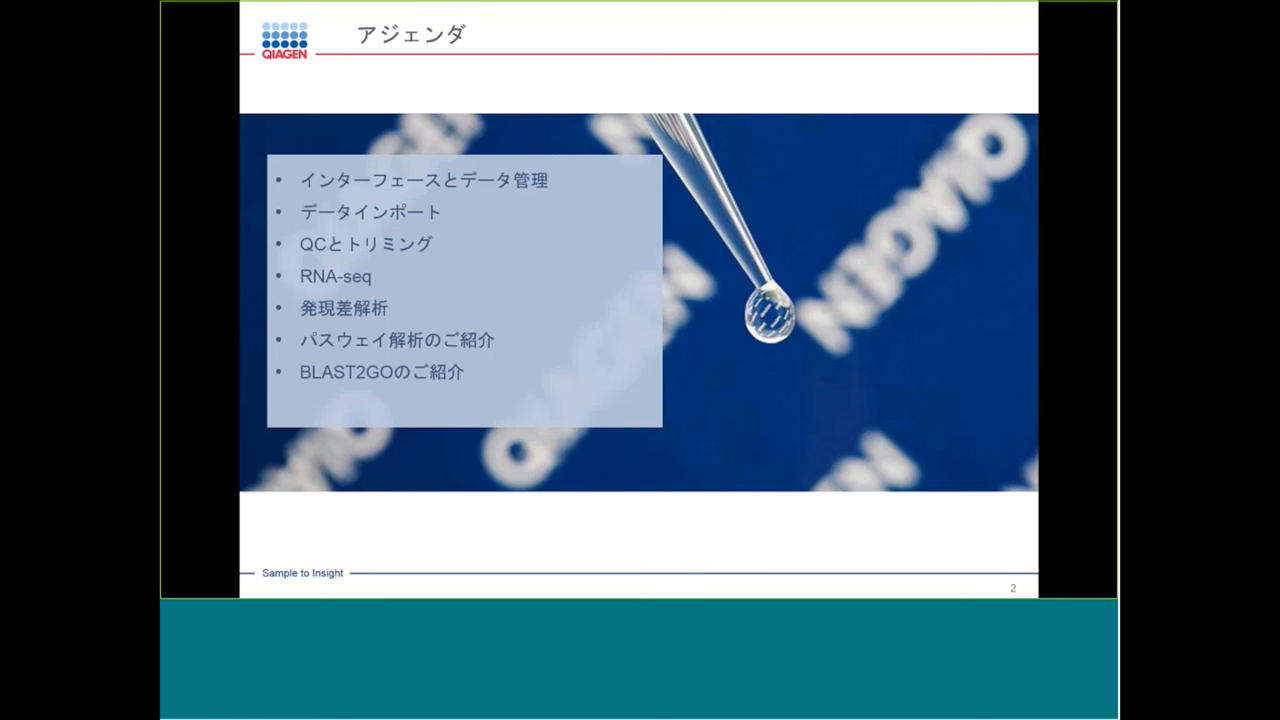 QIAGEN
アジェンダ
• インターフェースとデータ管理
• データインポート
• QCとトリミング
• RNA-seq
• 発現差解析
• パスウェイ解析のご紹介
• BLAST2GOのご紹介
Sample to Insight
2